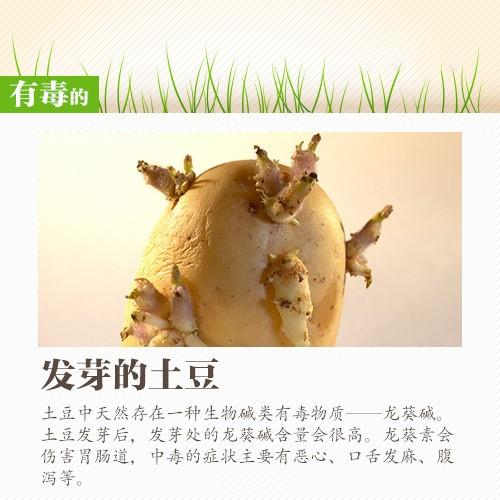 有毒的
发芽的土豆
土豆中天然存在一种生物碱类有毒物质——龙葵碱。
土豆发芽后，发芽处的龙葵碱含量会很高。龙葵素会
伤害胃肠道，中毒的症状主要有恶心、口舌发麻、腹
泻等。